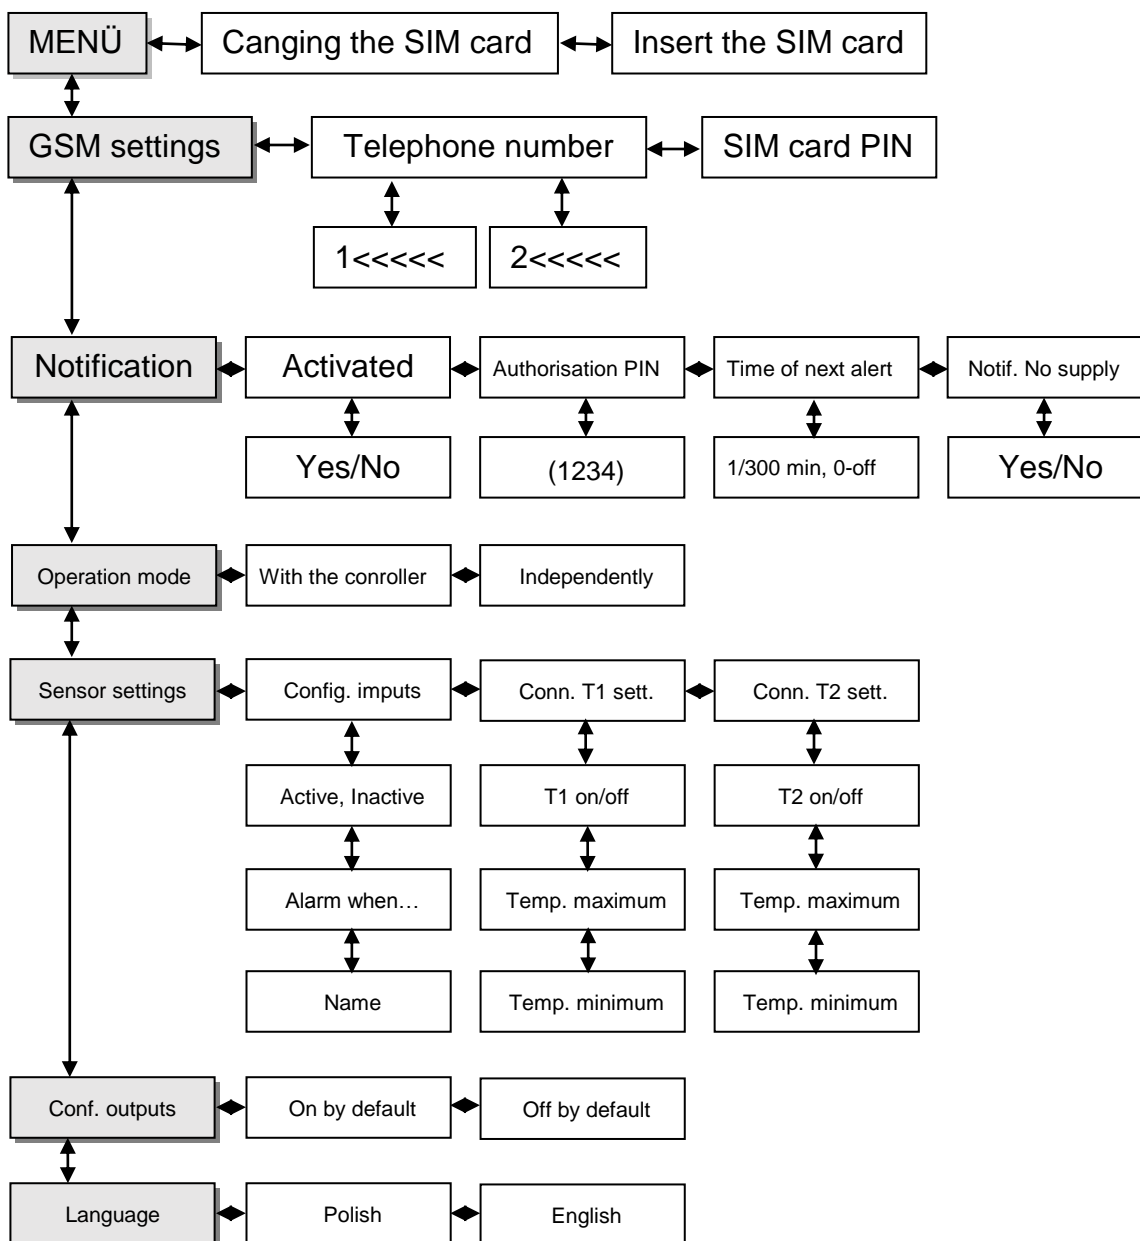 MENÜ
Canging the SIM card
Insert the SIM card
GSM settings
Telephone number
SIM card PIN
1<<<<<
2<<<<<
Notification
Activated
Authorisation PIN
Time of next alert
Notif. No supply
Yes/No
(1234)
1/300 min, 0-off
Yes/No
Operation mode
With the conroller
Independently
Sensor settings
Config. imputs
Conn. T1 sett.
Conn. T2 sett.
Active, Inactive
T1 on/off
T2 on/off
Alarm when…
Temp. maximum
Temp. maximum
Name
Temp. minimum
Temp. minimum
Conf. outputs
On by default
Off by default
Language
Polish
English